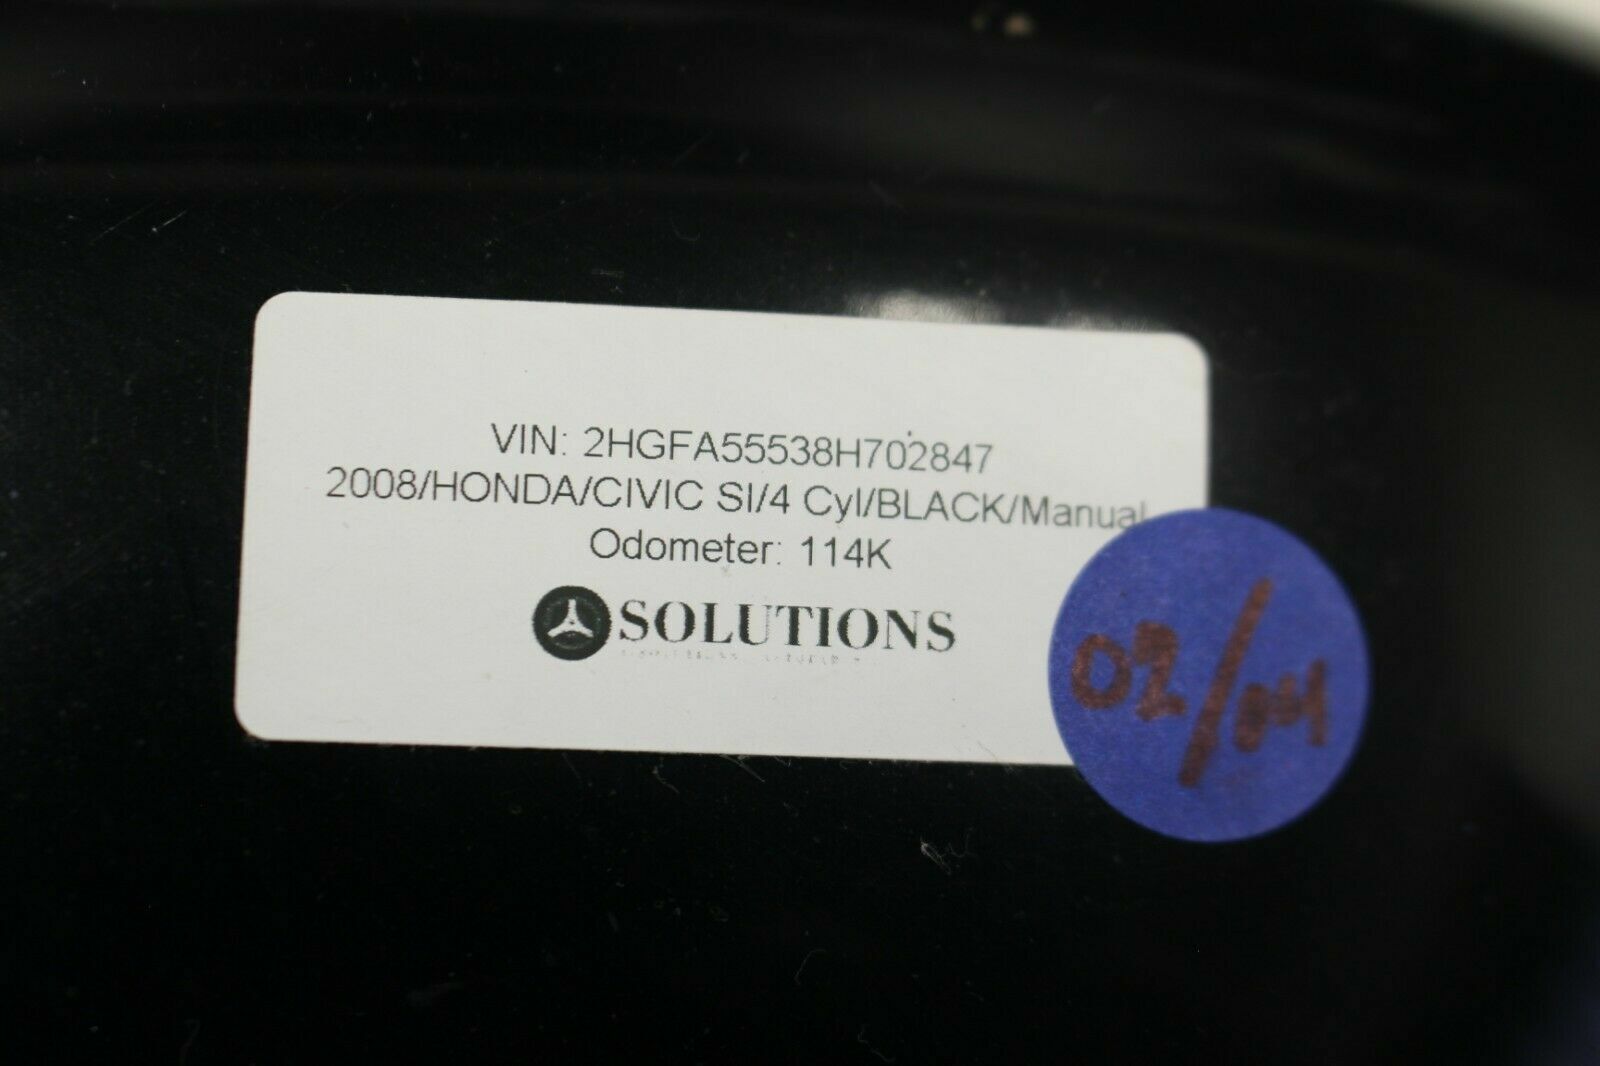 VIN: 2HGFA55538H702847
2008/HONDA/CIVIC SI/4 Cyl/BLACK/Manual
Odometer: 114K
SOLUTIONS
02/04